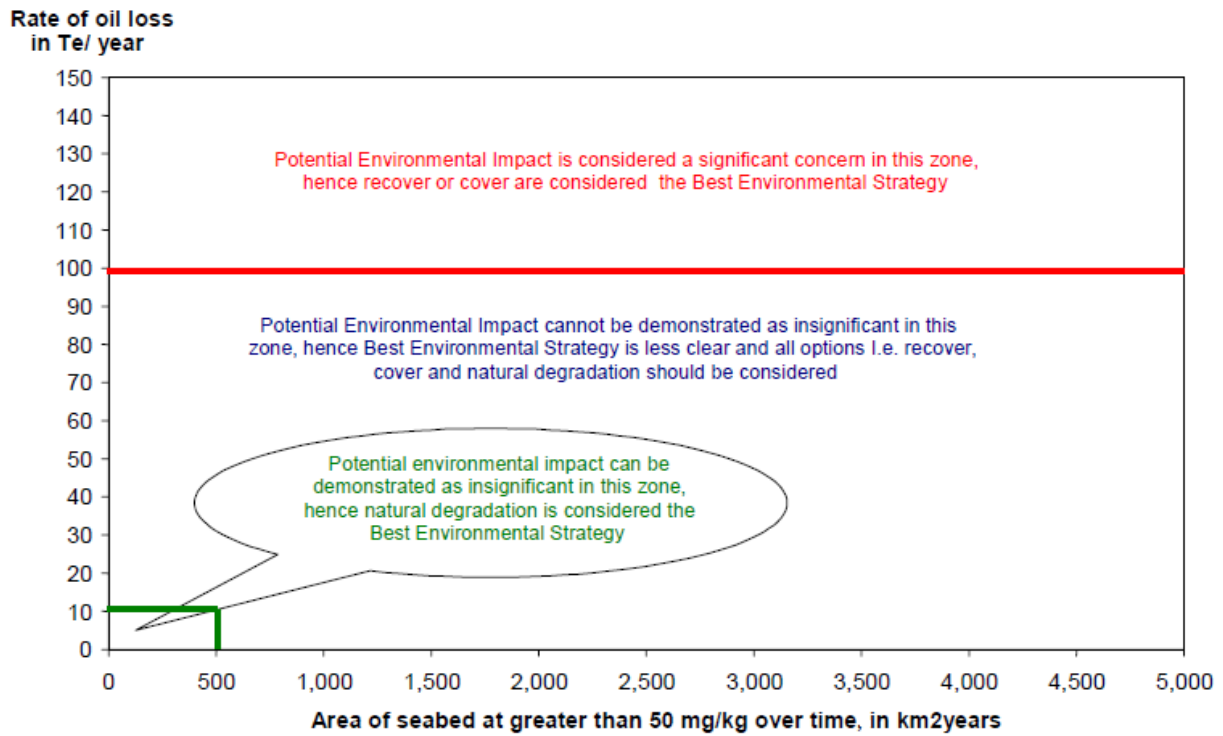 Rate of oil loss
in Te/ year
150
140
130
120
110
100
90
80
70
60
50
40
30
20
10
0
Potential Environmental Impact is considered a significant concern in this zone,
hence recover or cover are considered the Best Environmental Strategy
Potential Environmental Impact cannot be demonstrated as insignificant in this
zone, hence Best Environmental Strategy is less clear and all options I.e. recover,
cover and natural degradation should be considered
Potential environmental impact can be
demonstrated as insignificant in this zone,
hence natural degradation is considered the
Best Environmental Strategy
0 500 1,000 1,500 2,000 2,500 3,000 3,500 4,000 4,500 5,000
Area of seabed at greater than 50 mg/kg over time, in km2years